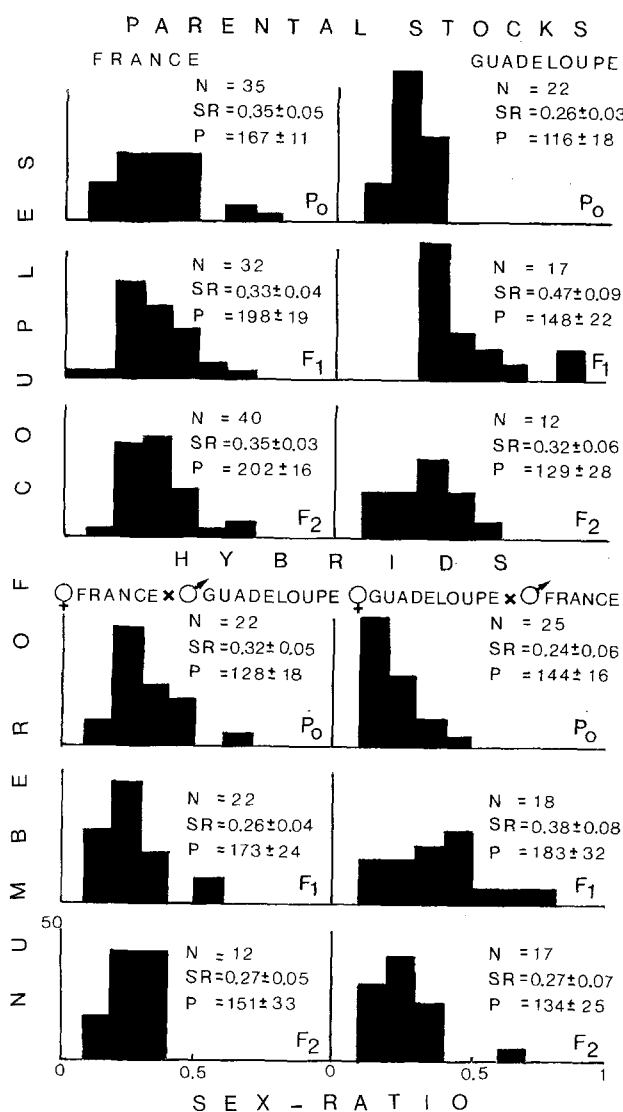 PARENTAL STOCKS
FRANCE
GUADELOUPE
N = 35
SR = 0.35±0.05
P = 167±11
P0
N = 22
SR = 0.26±0.03
P = 116±18
P0
N = 32
SR = 0.33±0.04
P = 198±19
F1
N = 17
SR = 0.47±0.09
P = 148±22
F1
N = 40
SR = 0.35±0.03
P = 202±16
F2
N = 12
SR = 0.32±0.06
P = 129±28
F2
HYBRIDS
♀ FRANCE × ♂ GUADELOUPE
♀ GUADELOUPE × ♂ FRANCE
N = 22
SR = 0.32±0.05
P = 128±18
P0
N = 25
SR = 0.24±0.06
P = 144±16
P0
N = 22
SR = 0.26±0.04
P = 173±24
F1
N = 18
SR = 0.38±0.08
P = 183±32
F1
50
N = 12
SR = 0.27±0.05
P = 151±33
F2
N = 17
SR = 0.27±0.07
P = 134±25
F2
0 0.5 0 0.5 1
SEX-RATIO
NUMBER OF COUPLES